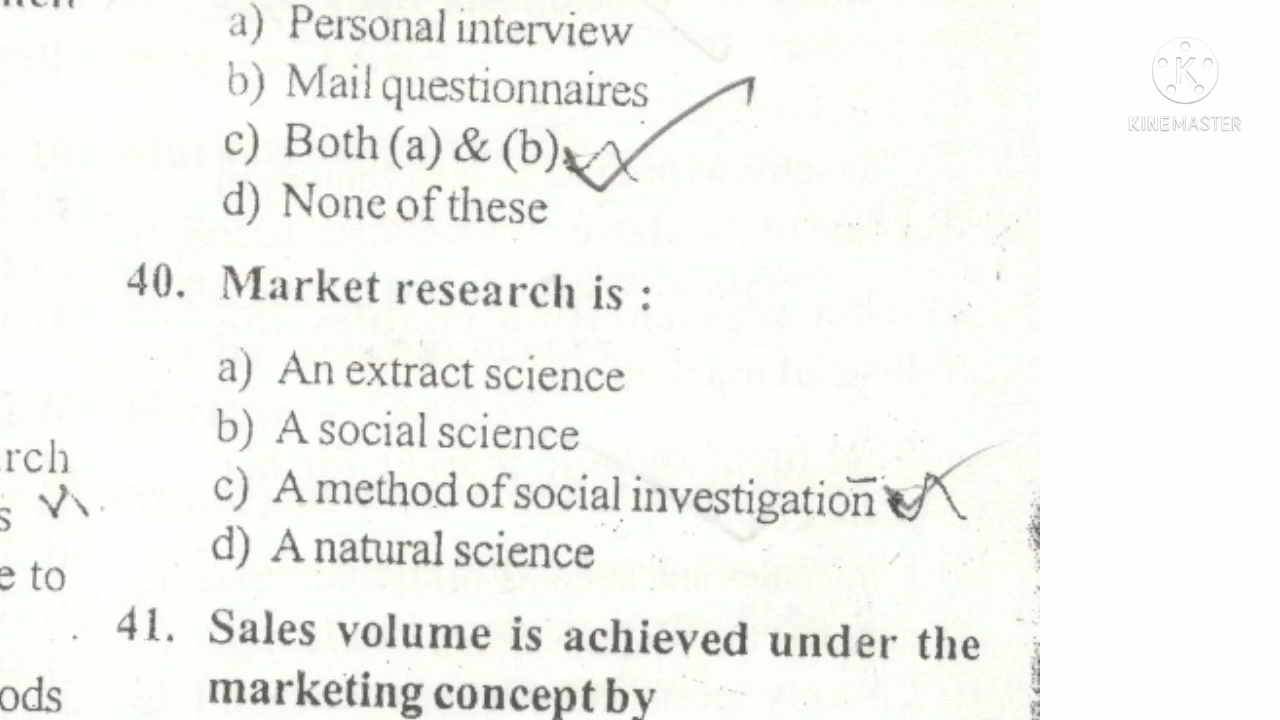 a) Personal interview
b) Mail questionnaires
c) Both (a) & (b)
d) None of these
40. Market research is :
a) An extract science
b) A social science
c) A method of social investigation
d) A natural science
41. Sales volume is achieved under the
marketing concept by
rch
s
e to
ods
KINEMASTER